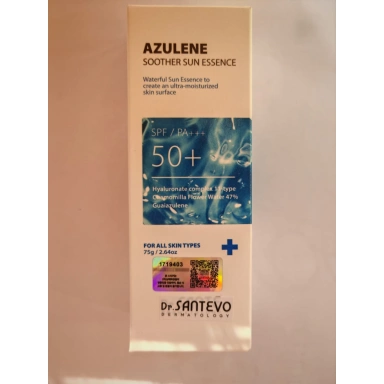 AZULENE
SOOTHER SUN ESSENCE
Waterful Sun Essence to
create an ultra-moisturized
skin surface
SPF / PA+++
50+
Hyaluronate complex type
Chamomilla Flower Water 47%
Guaiazulene
FOR ALL SKIN TYPES
75g / 2.64oz
1719403
Dr.SANTEVO
DERMATOLOGY